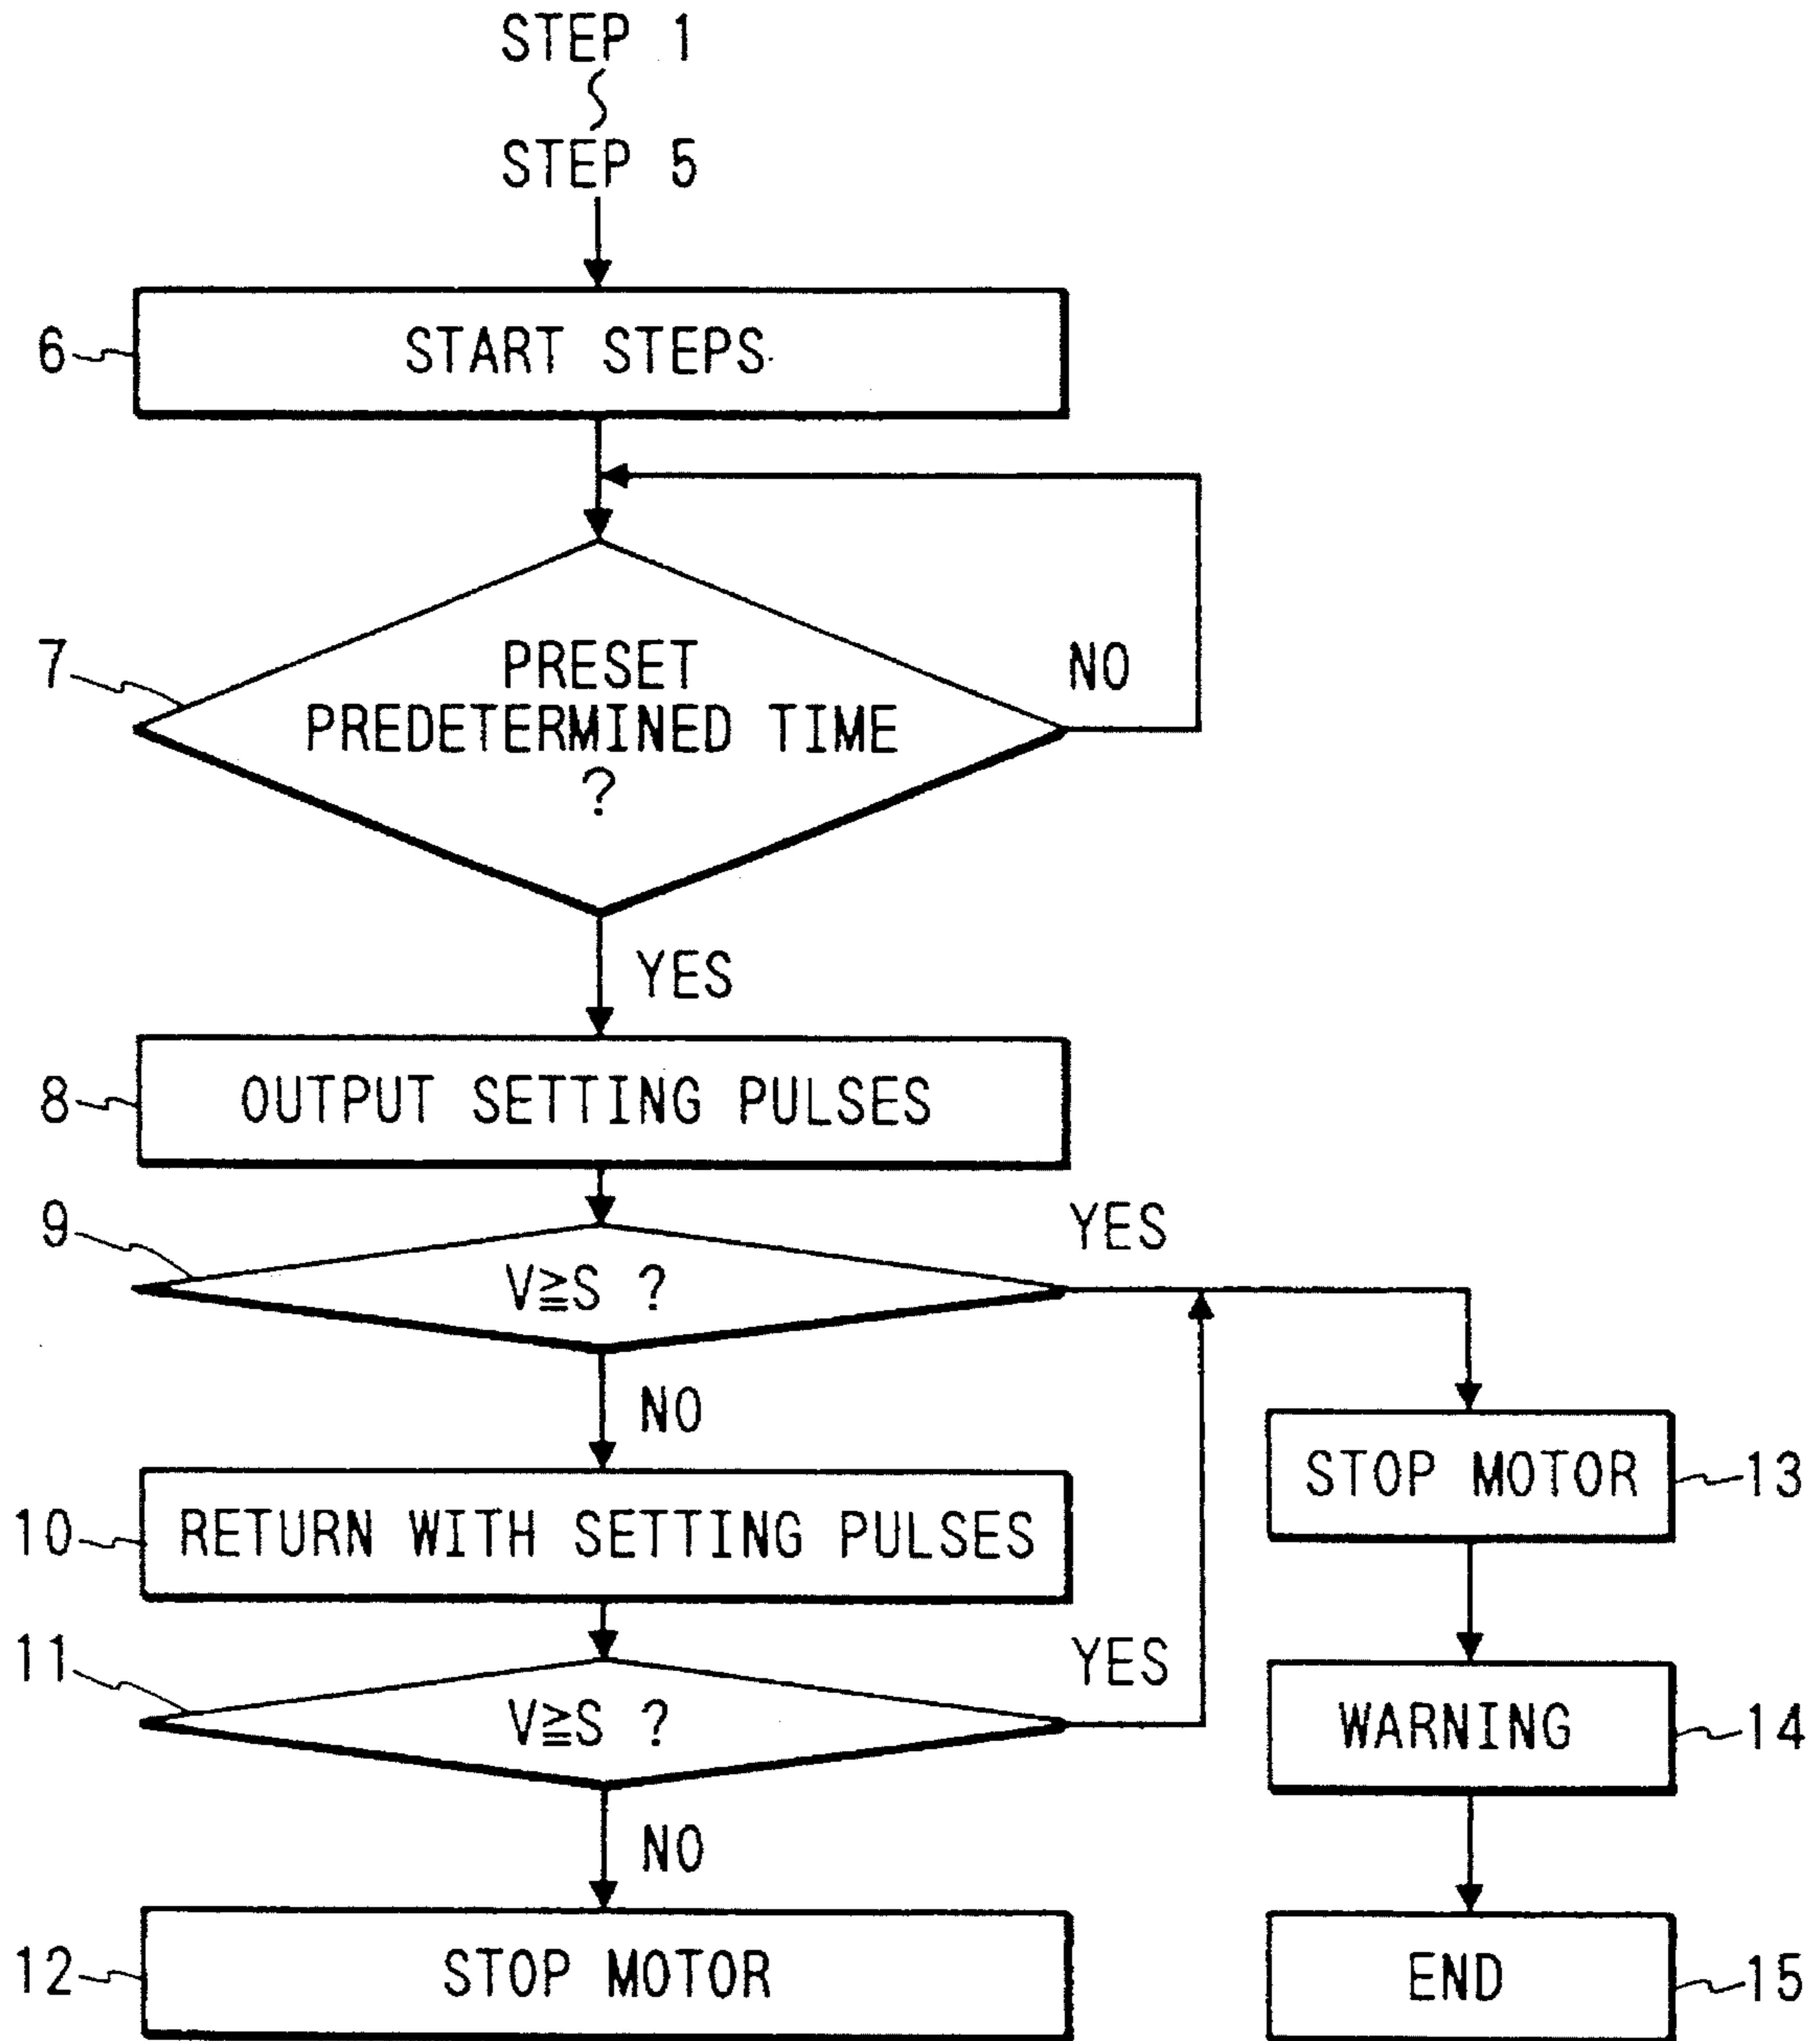 STEP 1
STEP 5
6
START STEPS
7
PRESET
PREDETERMINED TIME
?
NO
YES
8
OUTPUT SETTING PULSES
9
V≧S ?
YES
NO
10
RETURN WITH SETTING PULSES
STOP MOTOR
13
11
V≧S ?
YES
WARNING
14
NO
12
STOP MOTOR
END
15